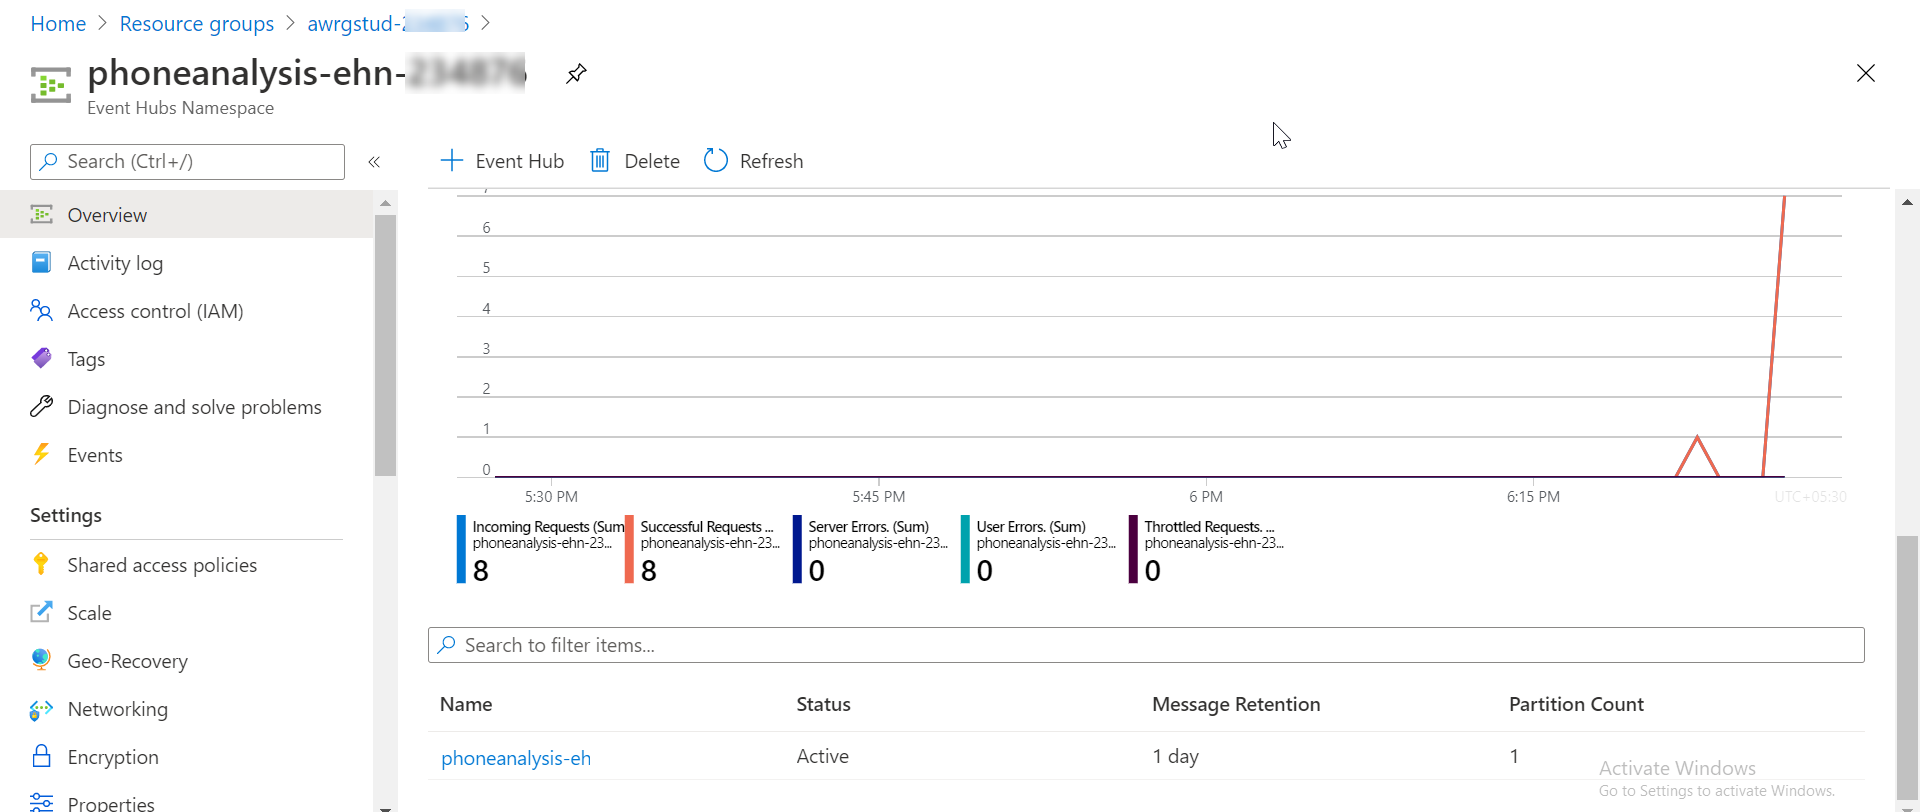 Home > Resource groups > awrgstud- >
phoneanalysis-ehn-
Event Hubs Namespace
Search (Ctrl+/)
«
Event Hub
Delete
Refresh
Overview
Activity log
Access control (IAM)
Tags
Diagnose and solve problems
Events
Settings
Shared access policies
Scale
Geo-Recovery
Networking
Encryption
Properties
7
6
5
4
3
2
1
0
5:30 PM 5:45 PM 6 PM 6:15 PM UTC+05:30
Incoming Requests (Sum
phoneanalysis-ehn-23...
8
Successful Requests ...
phoneanalysis-ehn-23...
8
Server Errors. (Sum)
phoneanalysis-ehn-23...
0
User Errors. (Sum)
phoneanalysis-ehn-23...
0
Throttled Requests. ...
phoneanalysis-ehn-23...
0
Search to filter items...
Name Status Message Retention Partition Count
phoneanalysis-eh Active 1 day 1
Activate Windows
Go to Settings to activate Windows.